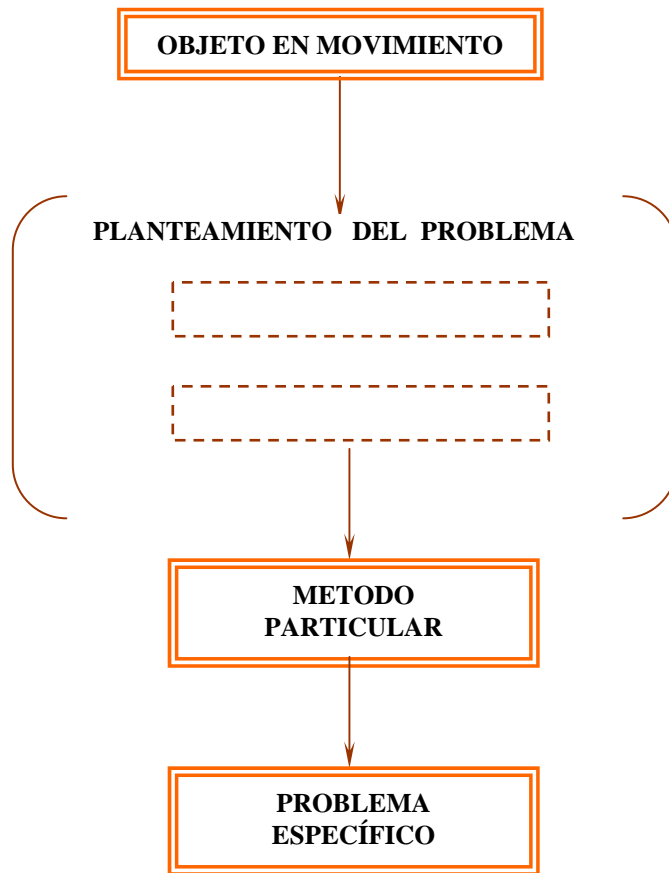 OBJETO EN MOVIMIENTO
PLANTEAMIENTO DEL PROBLEMA
METODO
PARTICULAR
PROBLEMA
ESPECÍFICO